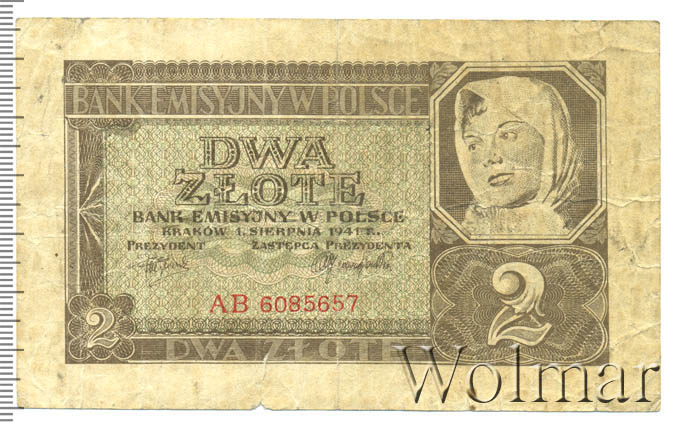 BANK EMISYJNY W POLSCE
DWA
ZŁOTE
BANK EMISYJNY W POLSCE
KRAKÓW 1. SIERPNIA 1941 R.
PREZYDENT ZASTĘPCA PREZYDENTA
AB 6085657
2
2
DWA ZŁOTE
Wolmar